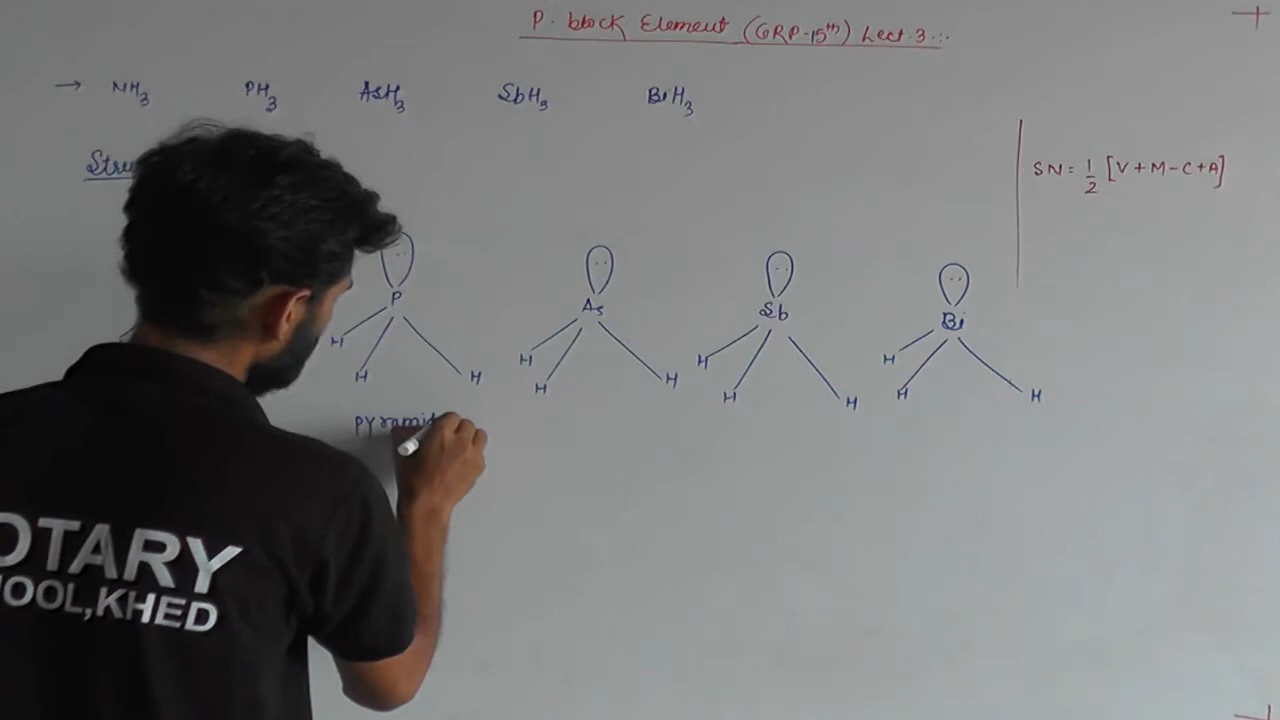 P. block Element (GRP-15th) Lect. 3...
→ NH3 PH3 AsH3 SbH3 BiH3
SN = 1/2 [V + M - C + A]
P As Sb Bi
H H H
H H H
H H H
H H H
pyramid
OTARY
OOL, KHED